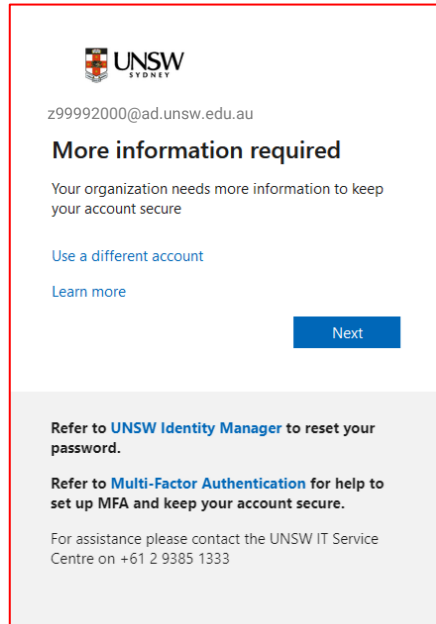 UNSW
SYDNEY
z99992000@ad.unsw.edu.au
More information required
Your organization needs more information to keep
your account secure
Use a different account
Learn more
Next
Refer to UNSW Identity Manager to reset your
password.
Refer to Multi-Factor Authentication for help to
set up MFA and keep your account secure.
For assistance please contact the UNSW IT Service
Centre on +61 2 9385 1333